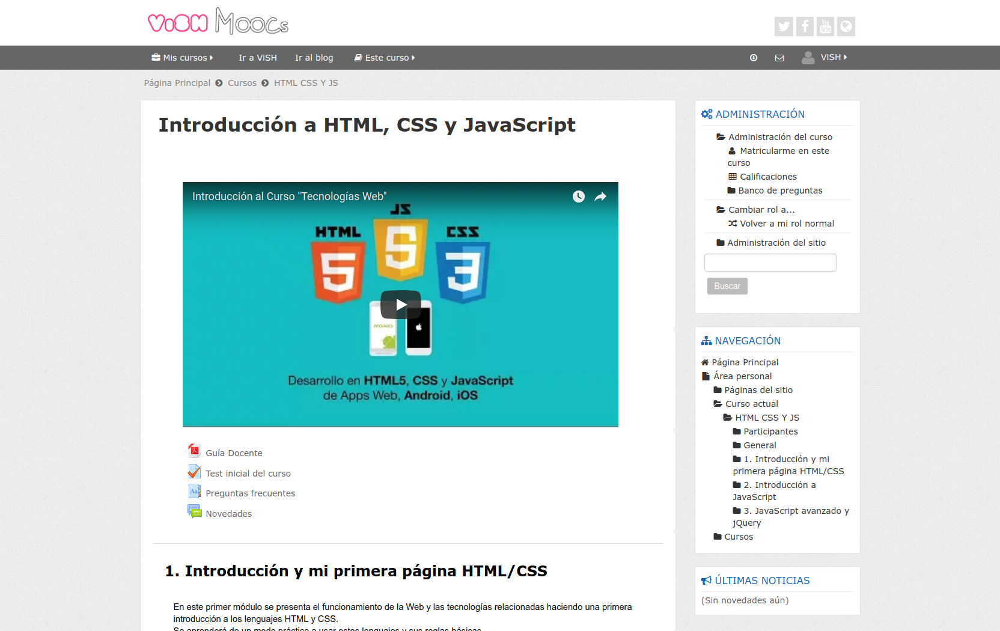 ViSH Moocs
You Tube
Mis cursos
Ir a ViSH
Ir al blog
Este curso
ViSH
Página Principal
Cursos
HTML CSS Y JS
Introducción a HTML, CSS y JavaScript
Introducción al Curso "Tecnologías Web"
JS
HTML
CSS
5
5
3
ANDROID
Desarrollo en HTML5, CSS y JavaScript
de Apps Web, Android, iOS
Guía Docente
Test inicial del curso
Aa
Preguntas frecuentes
Novedades
1. Introducción y mi primera página HTML/CSS
En este primer módulo se presenta el funcionamiento de la Web y las tecnologías relacionadas haciendo una primera
introducción a los lenguajes HTML y CSS.
Se aprenderá de un modo práctico a usar estos lenguajes y sus reglas básicas.
ADMINISTRACIÓN
Administración del curso
Matricularme en este
curso
Calificaciones
Banco de preguntas
Cambiar rol a...
Volver a mi rol normal
Administración del sitio
Buscar
NAVEGACIÓN
Página Principal
Área personal
Páginas del sitio
Curso actual
HTML CSS Y JS
Participantes
General
1. Introducción y mi
primera página HTML/CSS
2. Introducción a
JavaScript
3. JavaScript avanzado y
jQuery
Cursos
ÚLTIMAS NOTICIAS
(Sin novedades aún)